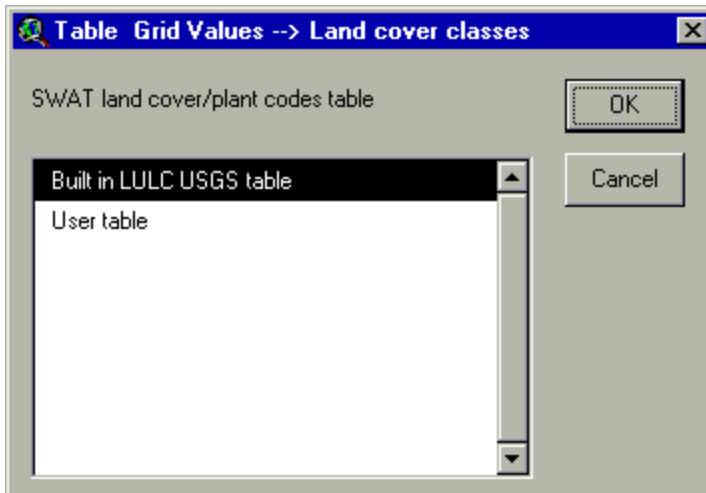 Table Grid Values --> Land cover classes
SWAT land cover/plant codes table
OK
Built in LULC USGS table
Cancel
User table